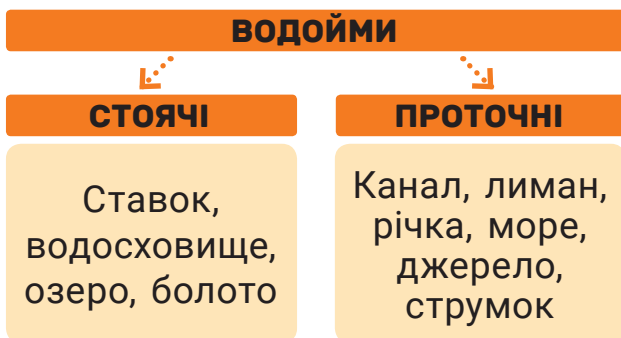 ВОДОЙМИ
СТОЯЧІ
Ставок,
водосховище,
озеро, болото
ПРОТОЧНІ
Канал, лиман,
річка, море,
джерело,
струмок